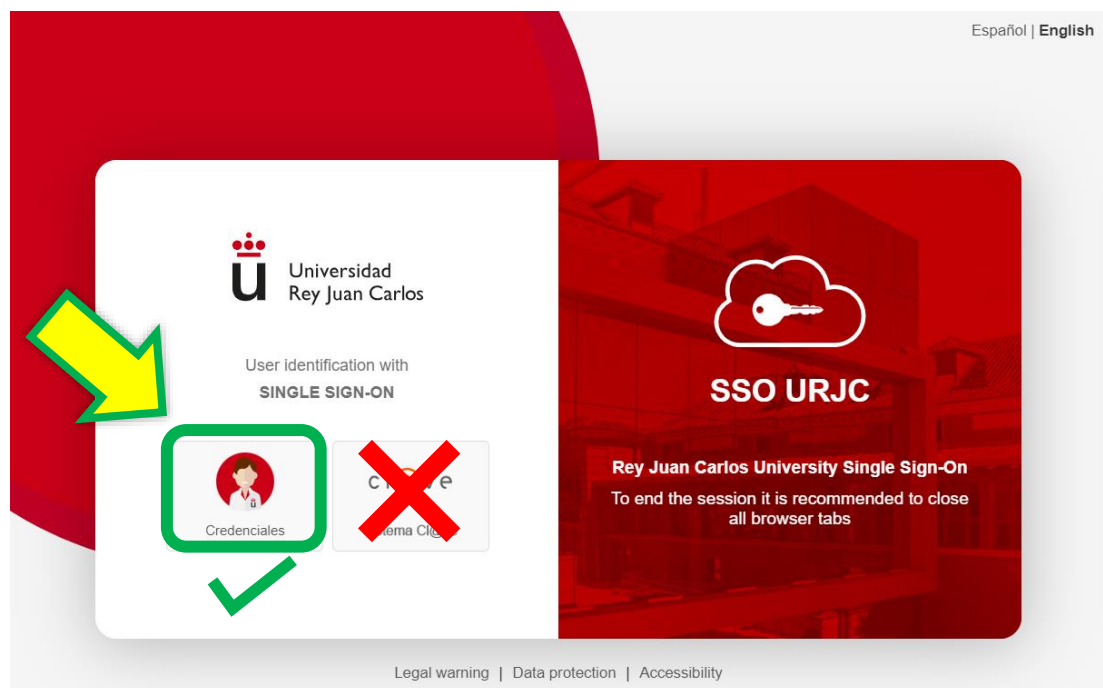 Español | English
Universidad
Rey Juan Carlos
User identification with
SINGLE SIGN-ON
Credenciales
SSO URJC
Rey Juan Carlos University Single Sign-On
To end the session it is recommended to close
all browser tabs
Legal warning | Data protection | Accessibility